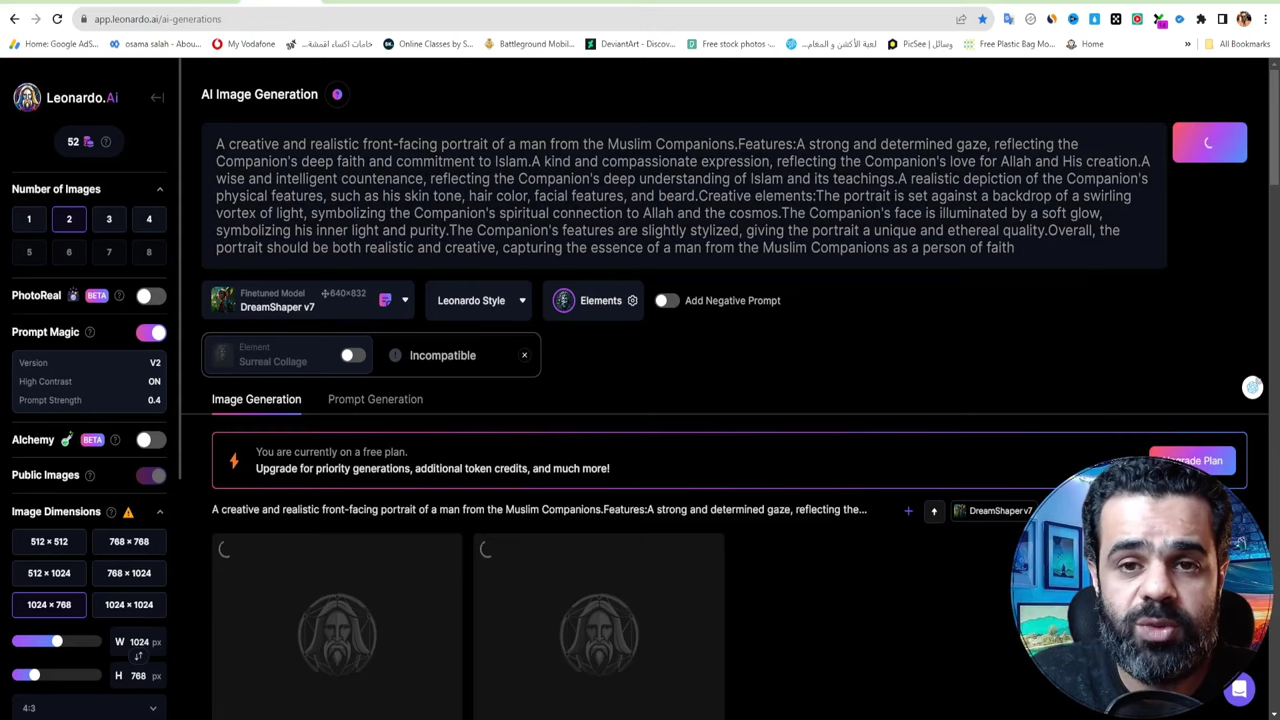 app.leonardo.ai/ai-generations
Home: Google AdS...
osama salah - Abou...
My Vodafone
خامات اكساء اقمشة...
Online Classes by S...
Battleground Mobil...
DeviantArt - Discov...
Free stock photos ·...
لعبة الأكشن و المغام...
PicSee | وسائل...
Free Plastic Bag Mo...
Home
»
All Bookmarks
Leonardo.Ai
52
Number of Images
1 2 3 4
5 6 7 8
PhotoReal BETA
Prompt Magic
Version V2
High Contrast ON
Prompt Strength 0.4
Alchemy BETA
Public Images
Image Dimensions
512 × 512 768 × 768
512 × 1024 768 × 1024
1024 × 768 1024 × 1024
W 1024 px
H 768 px
4:3
AI Image Generation ?
A creative and realistic front-facing portrait of a man from the Muslim Companions.Features:A strong and determined gaze, reflecting the
Companion's deep faith and commitment to Islam.A kind and compassionate expression, reflecting the Companion's love for Allah and His creation.A
wise and intelligent countenance, reflecting the Companion's deep understanding of Islam and its teachings.A realistic depiction of the Companion's
physical features, such as his skin tone, hair color, facial features, and beard.Creative elements:The portrait is set against a backdrop of a swirling
vortex of light, symbolizing the Companion's spiritual connection to Allah and the cosmos.The Companion's face is illuminated by a soft glow,
symbolizing his inner light and purity.The Companion's features are slightly stylized, giving the portrait a unique and ethereal quality.Overall, the
portrait should be both realistic and creative, capturing the essence of a man from the Muslim Companions as a person of faith
Finetuned Model 640×832
DreamShaper v7
Leonardo Style
Elements
Add Negative Prompt
Element
Surreal Collage
Incompatible
Image Generation
Prompt Generation
You are currently on a free plan.
Upgrade for priority generations, additional token credits, and much more!
Upgrade Plan
A creative and realistic front-facing portrait of a man from the Muslim Companions.Features:A strong and determined gaze, reflecting the...
DreamShaper v7